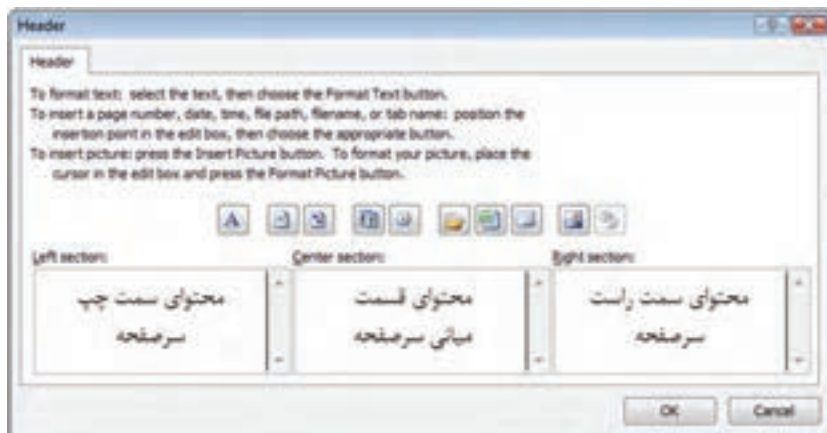 Header
Header
To format text: select the text, then choose the Format Text button.
To insert a page number, date, time, file path, filename, or tab name: position the
insertion point in the edit box, then choose the appropriate button.
To insert picture: press the Insert Picture button. To format your picture, place the
cursor in the edit box and press the Format Picture button.
A
Left section:
Center section:
Right section:
محتوای سمت چپ
سرصفحه
محتوای قسمت
میانی سرصفحه
محتوای سمت راست
سرصفحه
OK
Cancel